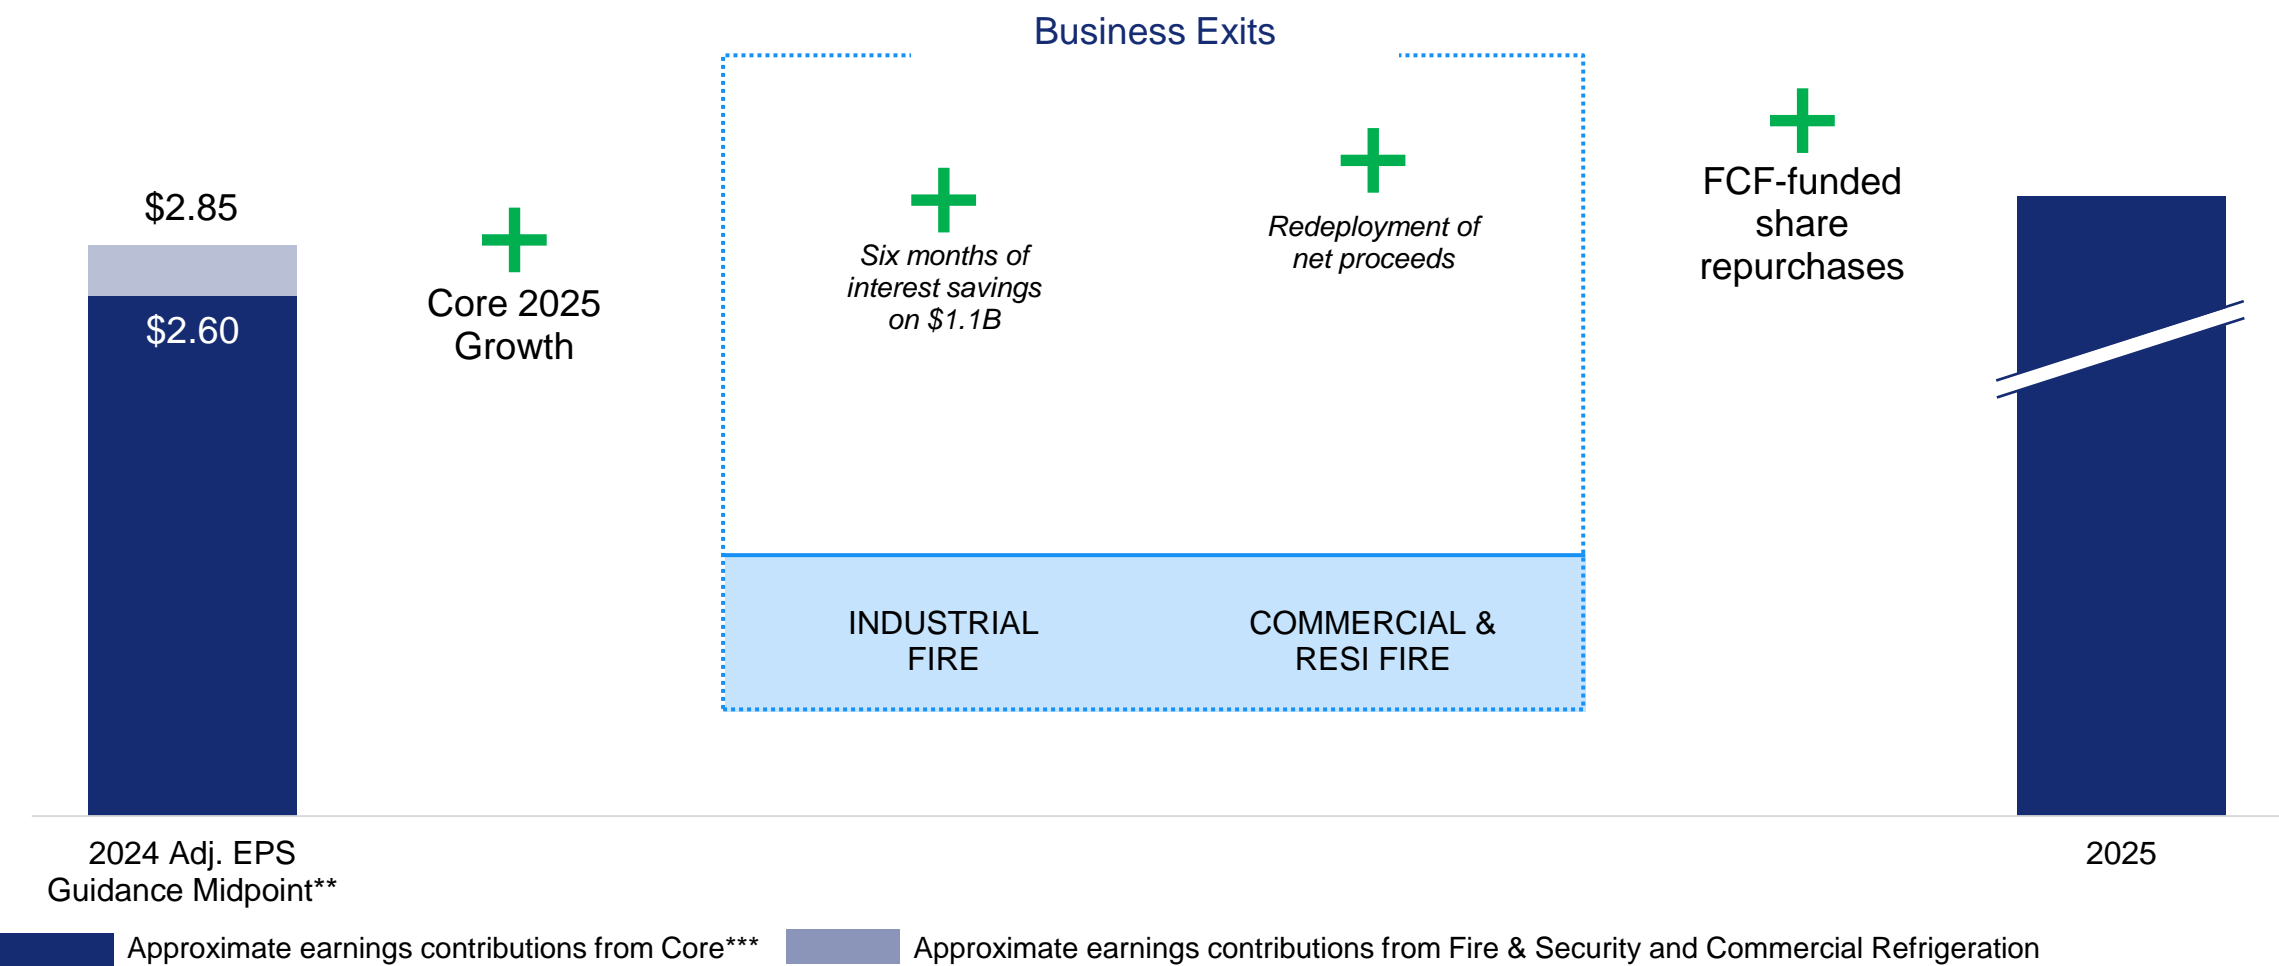 Business Exits
$2.85
$2.60
Core 2025
Growth
Six months of
interest savings
on $1.1B
Redeployment of
net proceeds
FCF-funded
share
repurchases
INDUSTRIAL
FIRE
COMMERCIAL &
RESI FIRE
2024 Adj. EPS
Guidance Midpoint**
2025
Approximate earnings contributions from Core***
Approximate earnings contributions from Fire & Security and Commercial Refrigeration